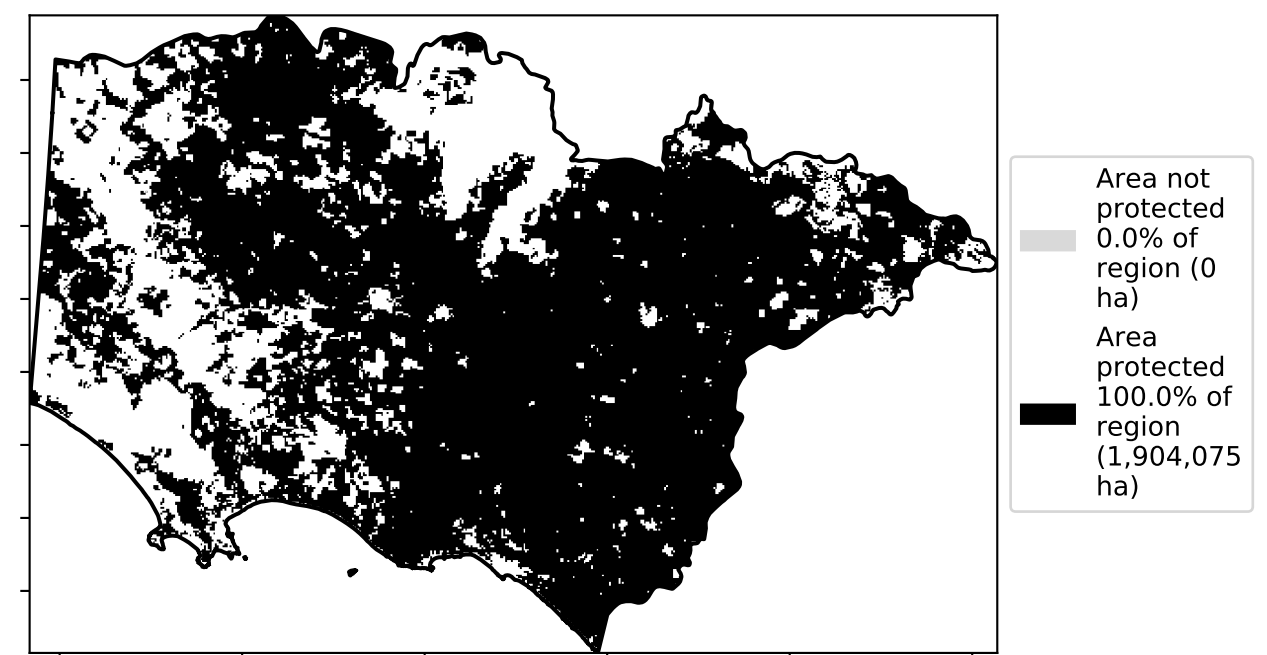 Area not
protected
0.0% of
region (0
ha)
Area
protected
100.0% of
region
(1,904,075
ha)